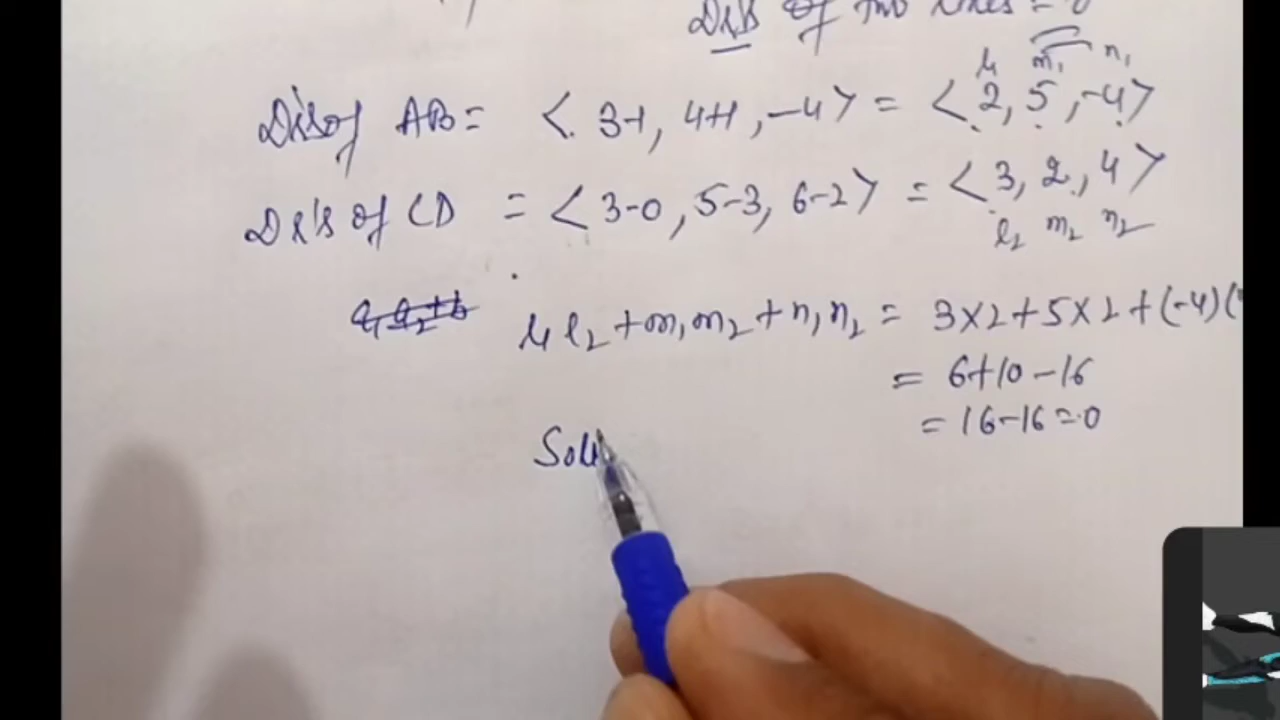 D.r's of two lines = 0
l₁ m₁ n₁
Dr's of AB = < 3-1, 4+1, -4 > = < 2, 5, -4 >
Dr's of CD = < 3-0, 5-3, 6-2 > = < 3, 2, 4 >
l₂ m₂ n₂
l₁l₂ + m₁m₂ + n₁n₂ = 3×2+5×2+(-4)(
= 6+10-16
= 16-16=0